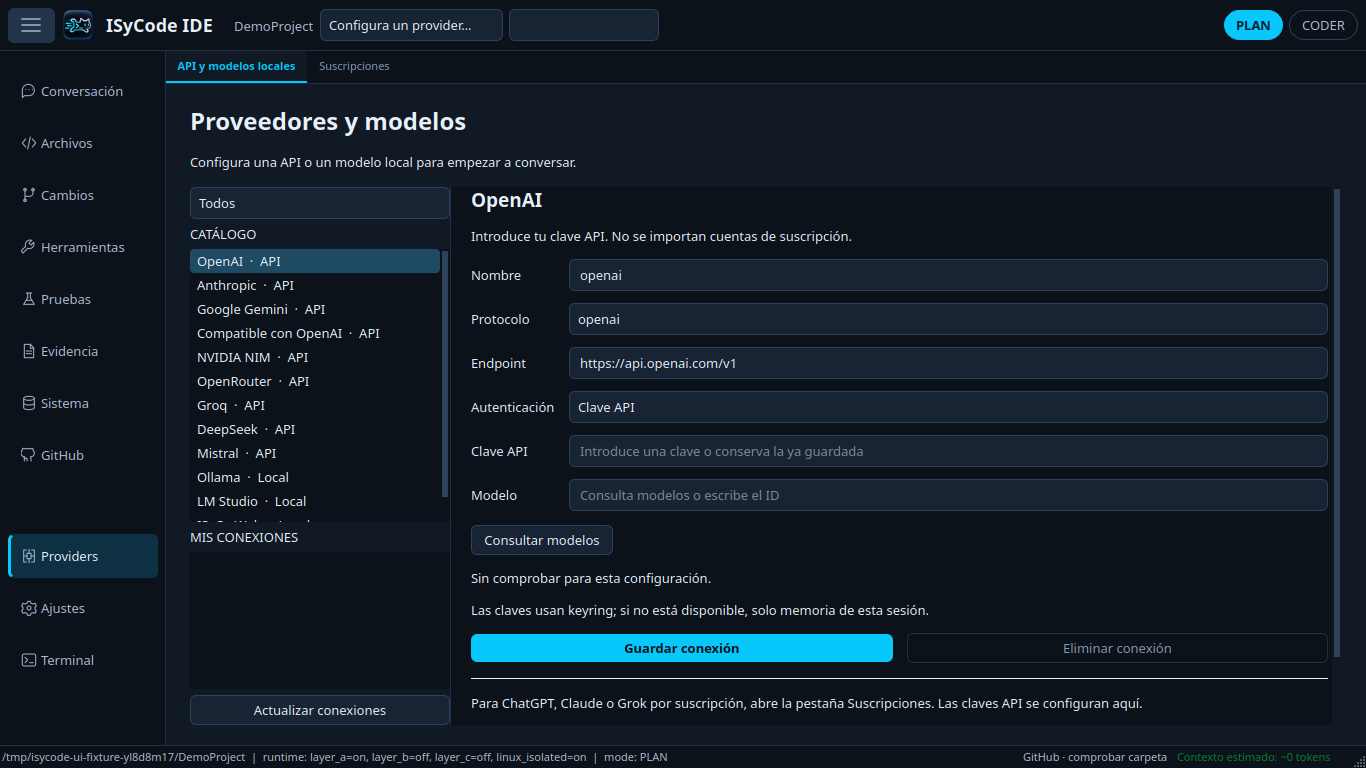 ISyCode IDE
DemoProject
Configura un provider...
PLAN
CODER
API y modelos locales
Suscripciones
Conversación
Archivos
Cambios
Herramientas
Pruebas
Evidencia
Sistema
GitHub
Providers
Ajustes
Terminal
Proveedores y modelos
Configura una API o un modelo local para empezar a conversar.
Todos
CATÁLOGO
OpenAI · API
Anthropic · API
Google Gemini · API
Compatible con OpenAI · API
NVIDIA NIM · API
OpenRouter · API
Groq · API
DeepSeek · API
Mistral · API
Ollama · Local
LM Studio · Local
MIS CONEXIONES
Actualizar conexiones
OpenAI
Introduce tu clave API. No se importan cuentas de suscripción.
Nombre openai
Protocolo openai
Endpoint https://api.openai.com/v1
Autenticación Clave API
Clave API Introduce una clave o conserva la ya guardada
Modelo Consulta modelos o escribe el ID
Consultar modelos
Sin comprobar para esta configuración.
Las claves usan keyring; si no está disponible, solo memoria de esta sesión.
Guardar conexión
Eliminar conexión
Para ChatGPT, Claude o Grok por suscripción, abre la pestaña Suscripciones. Las claves API se configuran aquí.
/tmp/isycode-ui-fixture-yl8d8m17/DemoProject | runtime: layer_a=on, layer_b=off, layer_c=off, linux_isolated=on | mode: PLAN
GitHub · comprobar carpeta
Contexto estimado: ~0 tokens